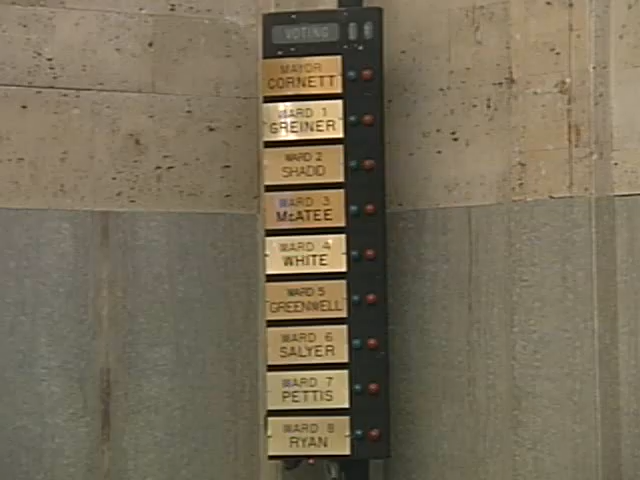 VOTING
MAYOR
CORNETT
WARD 1
GREINER
WARD 2
SHADID
WARD 3
McATEE
WARD 4
WHITE
WARD 5
GREENWELL
WARD 6
SALYER
WARD 7
PETTIS
WARD 8
RYAN